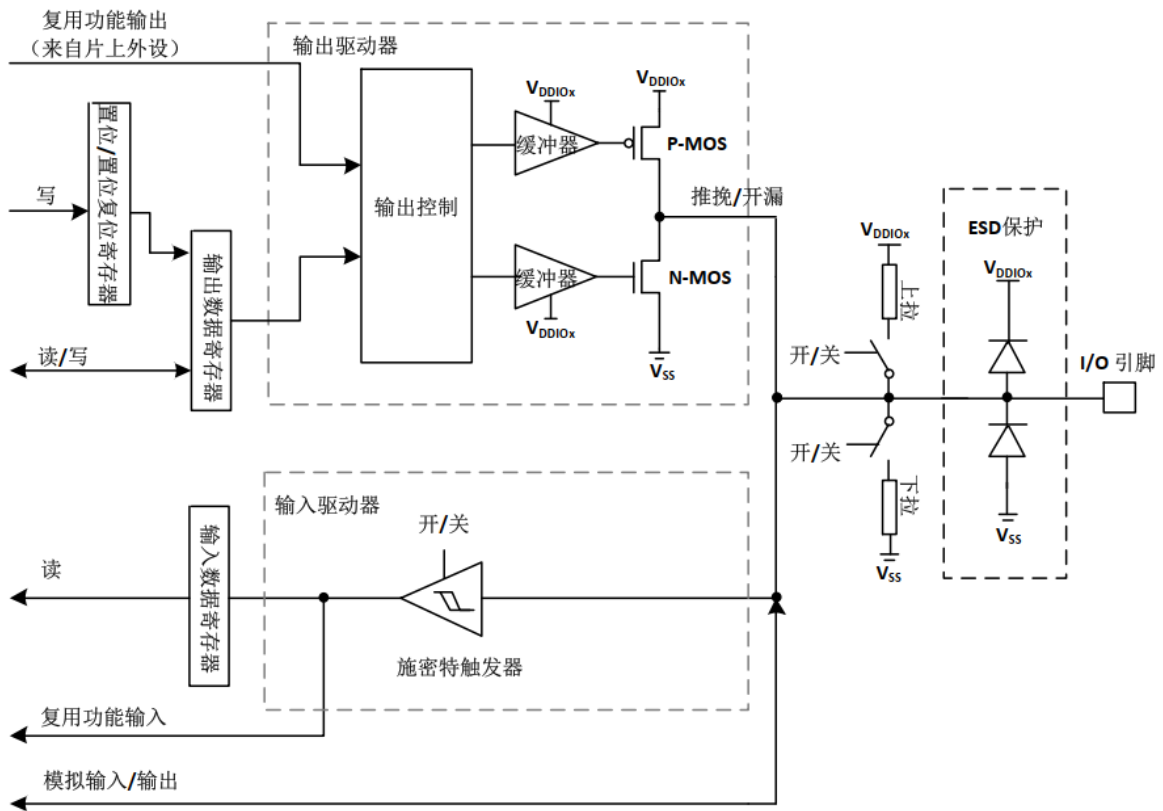 复用功能输出
（来自片上外设）
输出驱动器
VDDIOx
VDDIOx
缓冲器
P-MOS
置位/置位复位寄存器
写
输出控制
推挽/开漏
ESD保护
VDDIOx
VDDIOx
输出数据寄存器
缓冲器
N-MOS
上拉
VDDIOx
读/写
VSS
开/关
I/O 引脚
开/关
输入驱动器
下拉
开/关
VSS
VSS
读
输入数据寄存器
施密特触发器
复用功能输入
模拟输入/输出